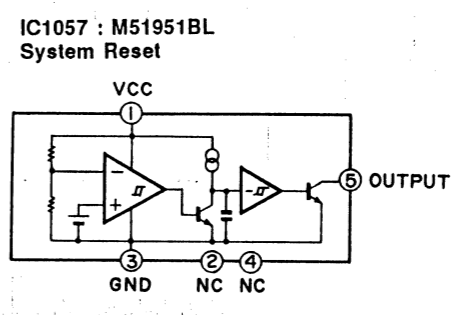 IC1057 : M51951BL
System Reset
VCC
1
5 OUTPUT
3 2 4
GND NC NC